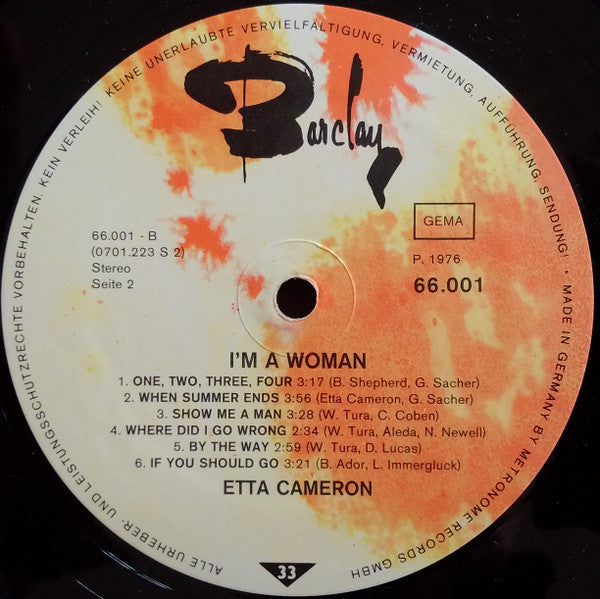 ALLE URHEBER- UND LEISTUNGSSCHUTZRECHTE VORBEHALTEN. KEIN VERLEIH! KEINE UNERLAUBTE VERVIELFÄLTIGUNG, VERMIETUNG, AUFFÜHRUNG, SENDUNG! • MADE IN GERMANY BY METRONOME RECORDS GMBH
Barclay
GEMA
66.001 - B
(0701.223 S 2)
Stereo
Seite 2
P. 1976
66.001
I'M A WOMAN
1. ONE, TWO, THREE, FOUR 3:17 (B. Shepherd, G. Sacher)
2. WHEN SUMMER ENDS 3:56 (Etta Cameron, G. Sacher)
3. SHOW ME A MAN 3:28 (W. Tura, C. Coben)
4. WHERE DID I GO WRONG 2:34 (W. Tura, Aleda, N. Newell)
5. BY THE WAY 2:59 (W. Tura, D. Lucas)
6. IF YOU SHOULD GO 3:21 (B. Ador, L. Immergluck)
ETTA CAMERON
33